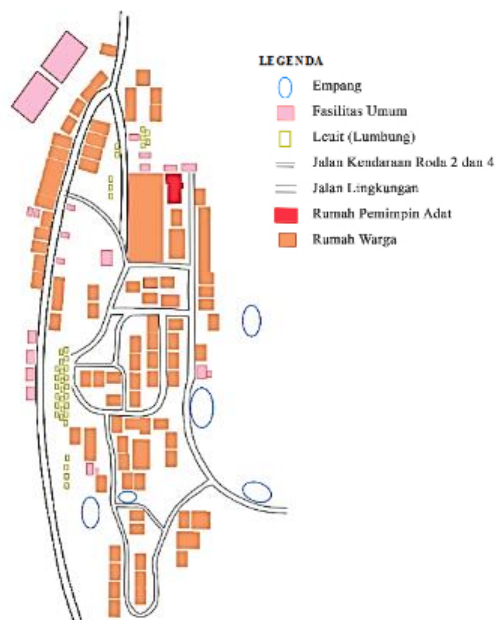 LEGENDA
Empang
Fasilitas Umum
Leuit (Lumbung)
Jalan Kendaraan Roda 2 dan 4
Jalan Lingkungan
Rumah Pemimpin Adat
Rumah Warga